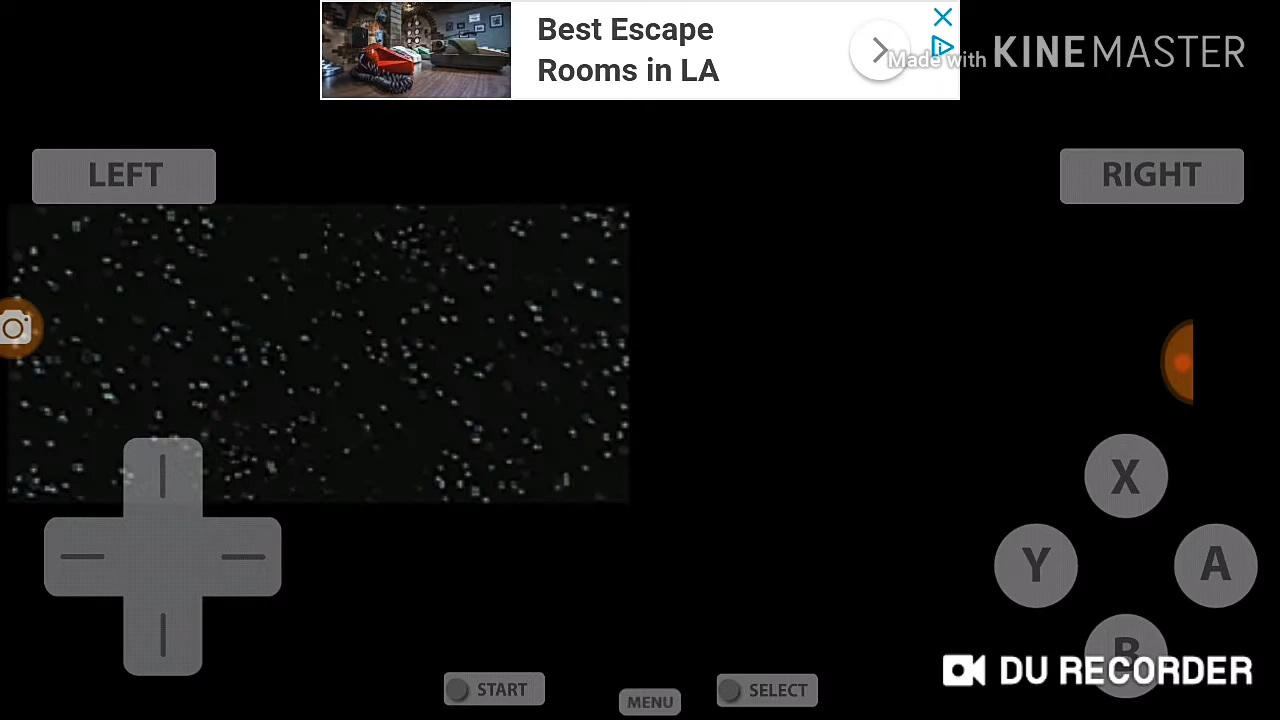 Best Escape
Rooms in LA
Made with KINEMASTER
LEFT
RIGHT
X
Y
A
B
DU RECORDER
START
SELECT
MENU